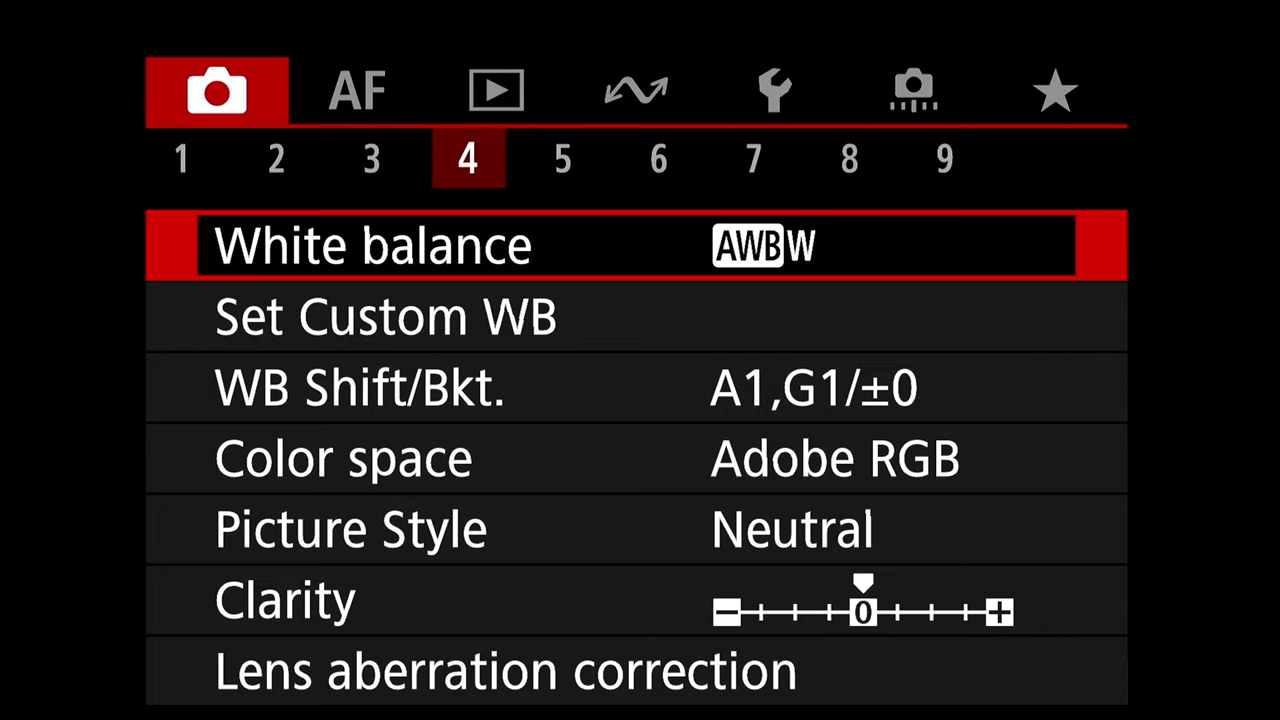 AF
1 2 3 4 5 6 7 8 9
White balance AWB W
Set Custom WB
WB Shift/Bkt. A1,G1/±0
Color space Adobe RGB
Picture Style Neutral
Clarity − 0 +
Lens aberration correction